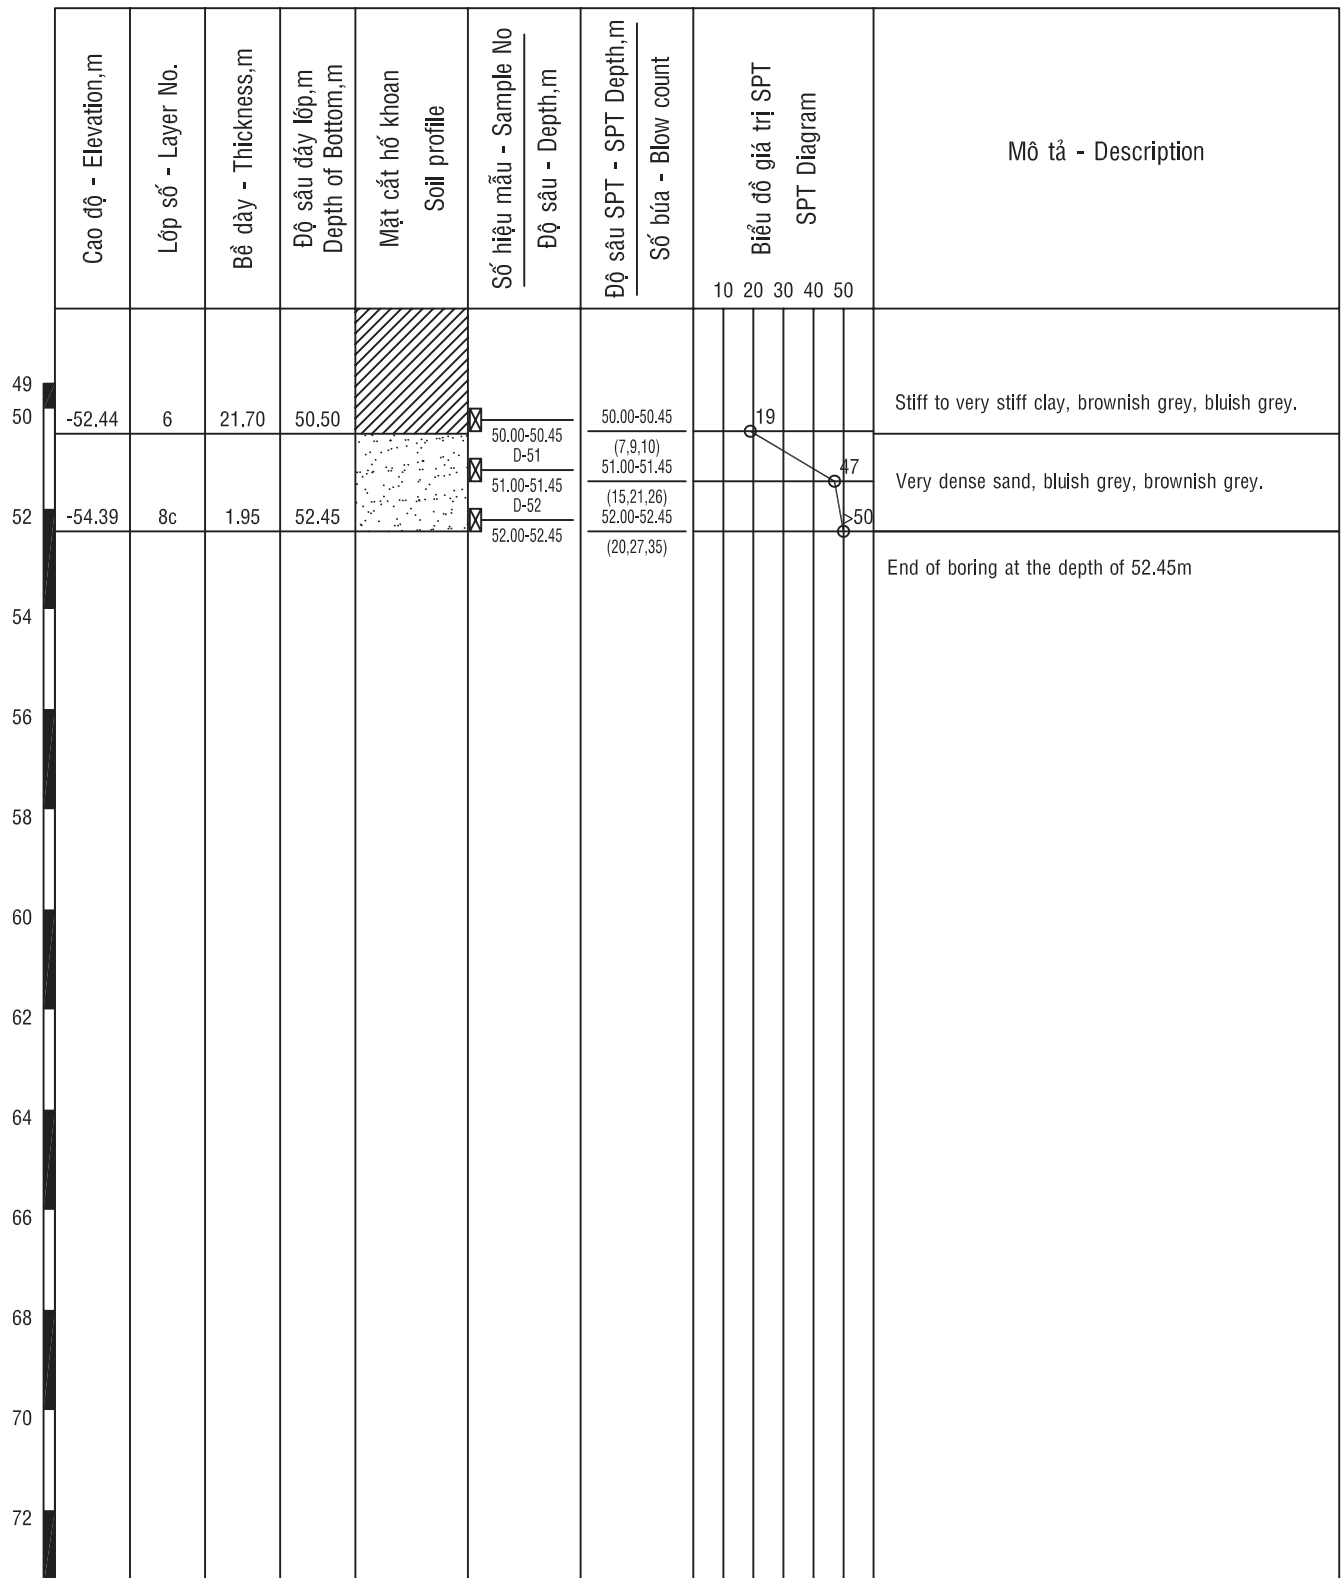 Cao độ - Elevation,m
Lớp số - Layer No.
Bề dày - Thickness,m
Độ sâu đáy lớp,m
Depth of Bottom,m
Mặt cắt hố khoan
Soil profile
Số hiệu mẫu - Sample No
Độ sâu - Depth,m
Độ sâu SPT - SPT Depth,m
Số búa - Blow count
Biểu đồ giá trị SPT
SPT Diagram
10 20 30 40 50
Mô tả - Description
49
50
-52.44 6 21.70 50.50
50.00-50.45
D-51
51.00-51.45
D-52
52.00-52.45
50.00-50.45
(7,9,10)
51.00-51.45
(15,21,26)
52.00-52.45
(20,27,35)
19
47
>50
Stiff to very stiff clay, brownish grey, bluish grey.
Very dense sand, bluish grey, brownish grey.
52
-54.39 8c 1.95 52.45
End of boring at the depth of 52.45m
54
56
58
60
62
64
66
68
70
72